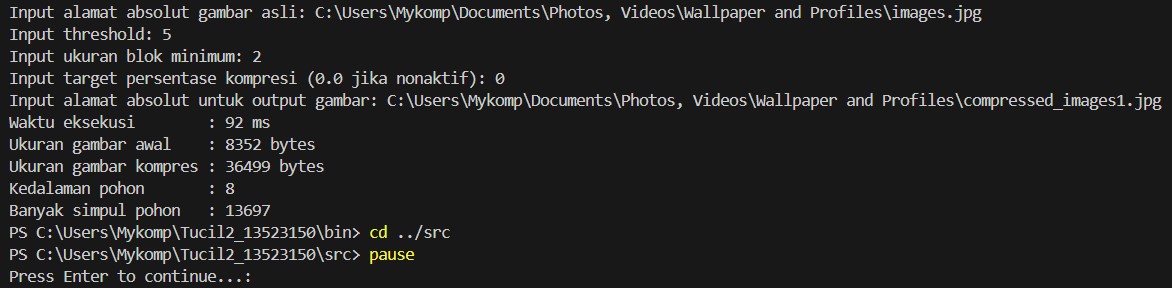 Input alamat absolut gambar asli: C:\Users\Mykomp\Documents\Photos, Videos\Wallpaper and Profiles\images.jpg
Input threshold: 5
Input ukuran blok minimum: 2
Input target persentase kompresi (0.0 jika nonaktif): 0
Input alamat absolut untuk output gambar: C:\Users\Mykomp\Documents\Photos, Videos\Wallpaper and Profiles\compressed_images1.jpg
Waktu eksekusi        : 92 ms
Ukuran gambar awal    : 8352 bytes
Ukuran gambar kompres : 36499 bytes
Kedalaman pohon       : 8
Banyak simpul pohon   : 13697
PS C:\Users\Mykomp\Tucil2_13523150\bin> cd ../src
PS C:\Users\Mykomp\Tucil2_13523150\src> pause
Press Enter to continue...: